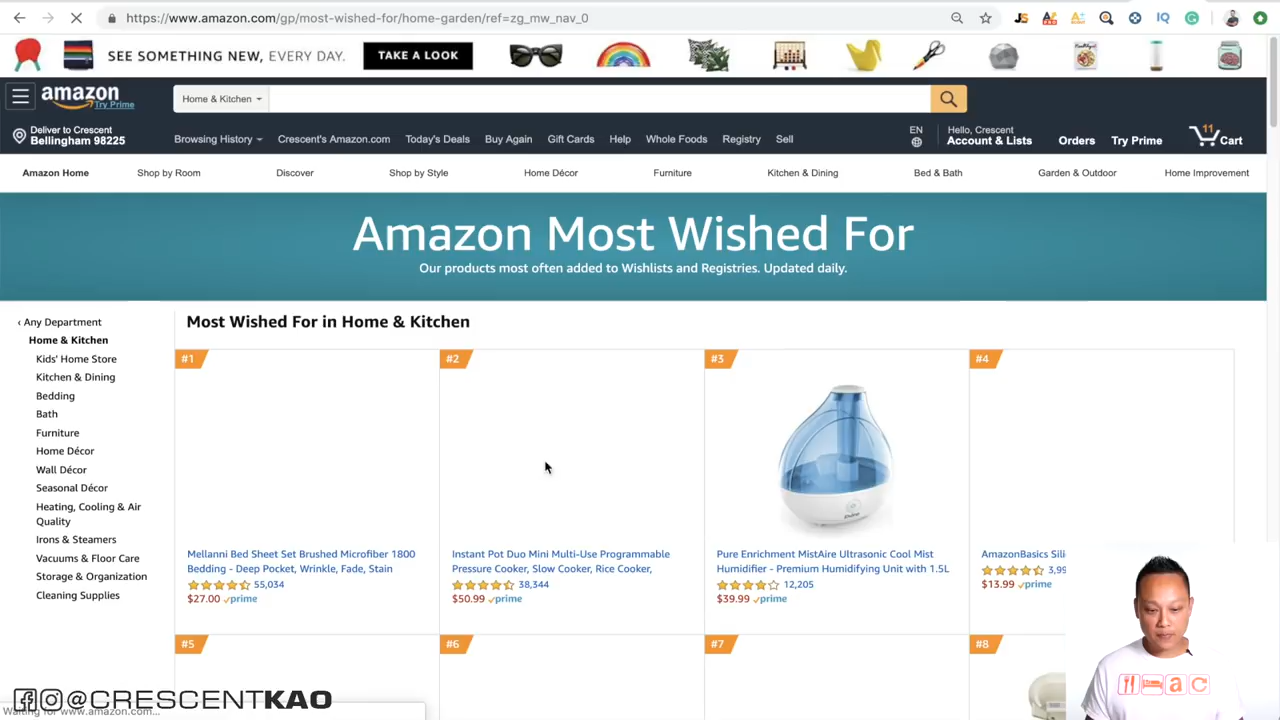 https://www.amazon.com/gp/most-wished-for/home-garden/ref=zg_mw_nav_0
JS
IQ
SEE SOMETHING NEW, EVERY DAY.
TAKE A LOOK
amazon
Try Prime
Home & Kitchen
Deliver to Crescent
Bellingham 98225
Browsing History
Crescent's Amazon.com
Today's Deals
Buy Again
Gift Cards
Help
Whole Foods
Registry
Sell
EN
Hello, Crescent
Account & Lists
Orders
Try Prime
11
Cart
Amazon Home
Shop by Room
Discover
Shop by Style
Home Décor
Furniture
Kitchen & Dining
Bed & Bath
Garden & Outdoor
Home Improvement
Amazon Most Wished For
Our products most often added to Wishlists and Registries. Updated daily.
‹ Any Department
Home & Kitchen
Kids' Home Store
Kitchen & Dining
Bedding
Bath
Furniture
Home Décor
Wall Décor
Seasonal Décor
Heating, Cooling & Air
Quality
Irons & Steamers
Vacuums & Floor Care
Storage & Organization
Cleaning Supplies
Most Wished For in Home & Kitchen
#1
Mellanni Bed Sheet Set Brushed Microfiber 1800
Bedding - Deep Pocket, Wrinkle, Fade, Stain
55,034
$27.00 prime
#2
Instant Pot Duo Mini Multi-Use Programmable
Pressure Cooker, Slow Cooker, Rice Cooker,
38,344
$50.99 prime
#3
Pure Enrichment MistAire Ultrasonic Cool Mist
Humidifier - Premium Humidifying Unit with 1.5L
12,205
$39.99 prime
#4
AmazonBasics Sili
3,99
$13.99 prime
#5
#6
#7
#8
@CRESCENTKAO
Waiting for www.amazon.com...
a c